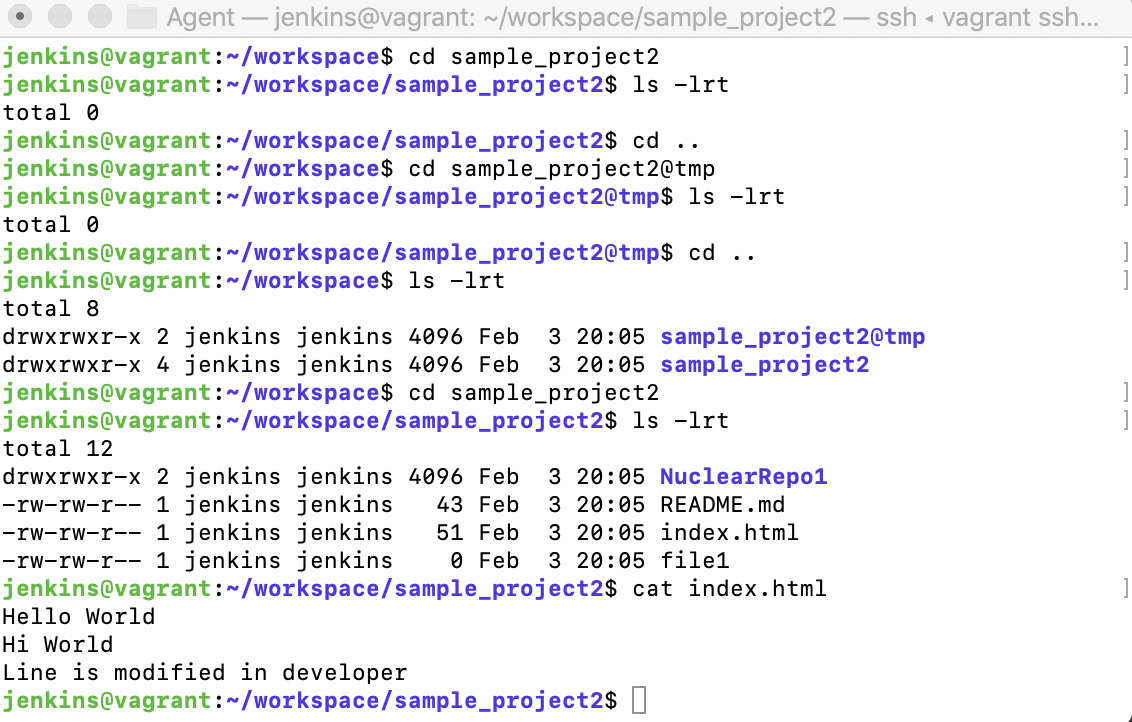 Agent — jenkins@vagrant: ~/workspace/sample_project2 — ssh ◂ vagrant ssh...
jenkins@vagrant:~/workspace$ cd sample_project2
jenkins@vagrant:~/workspace/sample_project2$ ls -lrt
total 0
jenkins@vagrant:~/workspace/sample_project2$ cd ..
jenkins@vagrant:~/workspace$ cd sample_project2@tmp
jenkins@vagrant:~/workspace/sample_project2@tmp$ ls -lrt
total 0
jenkins@vagrant:~/workspace/sample_project2@tmp$ cd ..
jenkins@vagrant:~/workspace$ ls -lrt
total 8
drwxrwxr-x 2 jenkins jenkins 4096 Feb  3 20:05 sample_project2@tmp
drwxrwxr-x 4 jenkins jenkins 4096 Feb  3 20:05 sample_project2
jenkins@vagrant:~/workspace$ cd sample_project2
jenkins@vagrant:~/workspace/sample_project2$ ls -lrt
total 12
drwxrwxr-x 2 jenkins jenkins 4096 Feb  3 20:05 NuclearRepo1
-rw-rw-r-- 1 jenkins jenkins   43 Feb  3 20:05 README.md
-rw-rw-r-- 1 jenkins jenkins   51 Feb  3 20:05 index.html
-rw-rw-r-- 1 jenkins jenkins    0 Feb  3 20:05 file1
jenkins@vagrant:~/workspace/sample_project2$ cat index.html
Hello World
Hi World
Line is modified in developer
jenkins@vagrant:~/workspace/sample_project2$